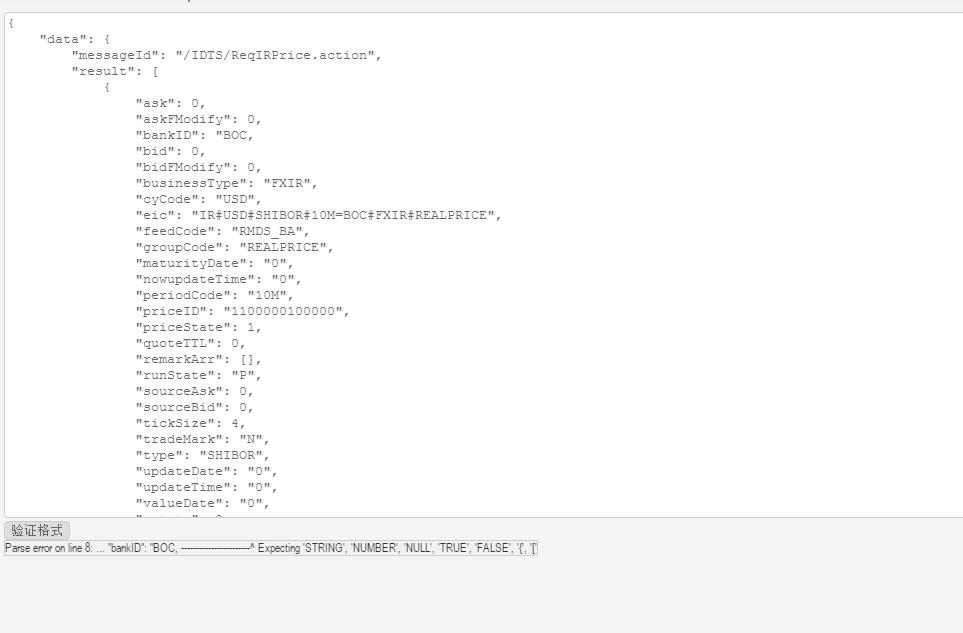 {
"data": {
"messageId": "/IDTS/ReqIRPrice.action",
"result": [
{
"ask": 0,
"askFModify": 0,
"bankID": "BOC,
"bid": 0,
"bidFModify": 0,
"businessType": "FXIR",
"cyCode": "USD",
"eic": "IR#USD#SHIBOR#10M=BOC#FXIR#REALPRICE",
"feedCode": "RMDS_BA",
"groupCode": "REALPRICE",
"maturityDate": "0",
"nowupdateTime": "0",
"periodCode": "10M",
"priceID": "1100000100000",
"priceState": 1,
"quoteTTL": 0,
"remarkArr": [],
"runState": "P",
"sourceAsk": 0,
"sourceBid": 0,
"tickSize": 4,
"tradeMark": "N",
"type": "SHIBOR",
"updateDate": "0",
"updateTime": "0",
"valueDate": "0",
验证格式
Parse error on line 8: ... "bankID": "BOC, -----------------------^ Expecting 'STRING', 'NUMBER', 'NULL', 'TRUE', 'FALSE', '{', '['